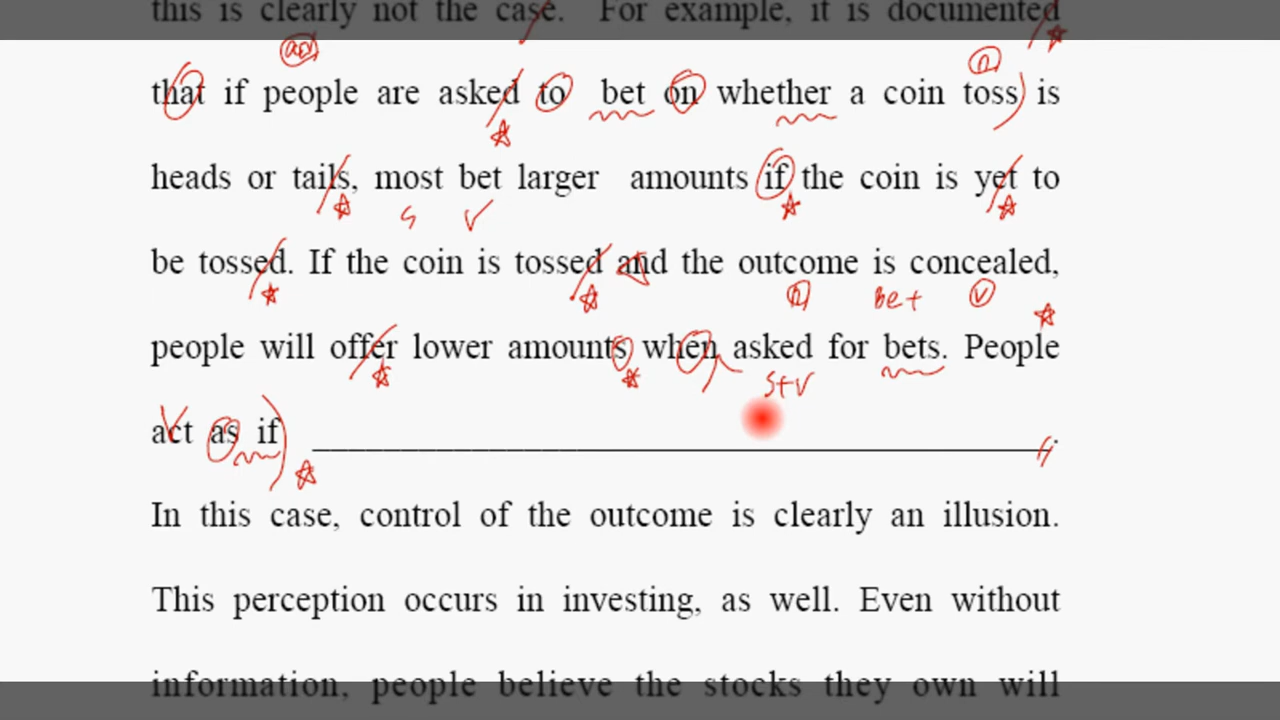 this is clearly not the case. For example, it is documented
that if people are asked to bet on whether a coin toss is
heads or tails, most bet larger amounts if the coin is yet to
be tossed. If the coin is tossed and the outcome is concealed,
people will offer lower amounts when asked for bets. People
act as if
In this case, control of the outcome is clearly an illusion.
This perception occurs in investing, as well. Even without
information, people believe the stocks they own will